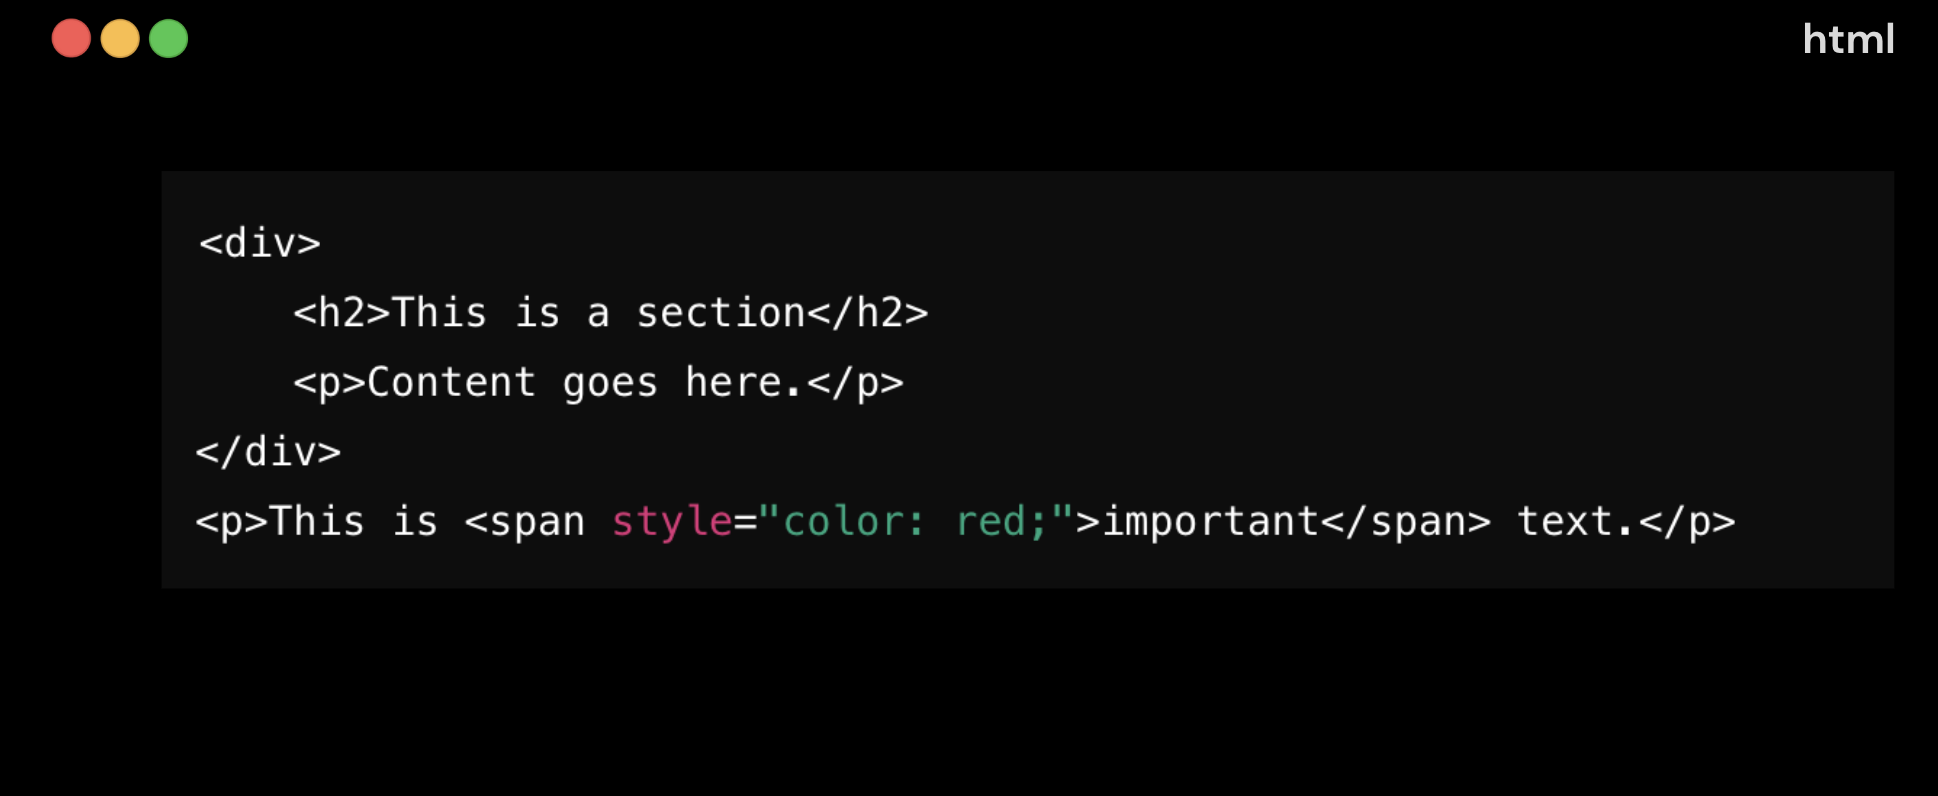 html
<div>
    <h2>This is a section</h2>
    <p>Content goes here.</p>
</div>
<p>This is <span style="color: red;">important</span> text.</p>